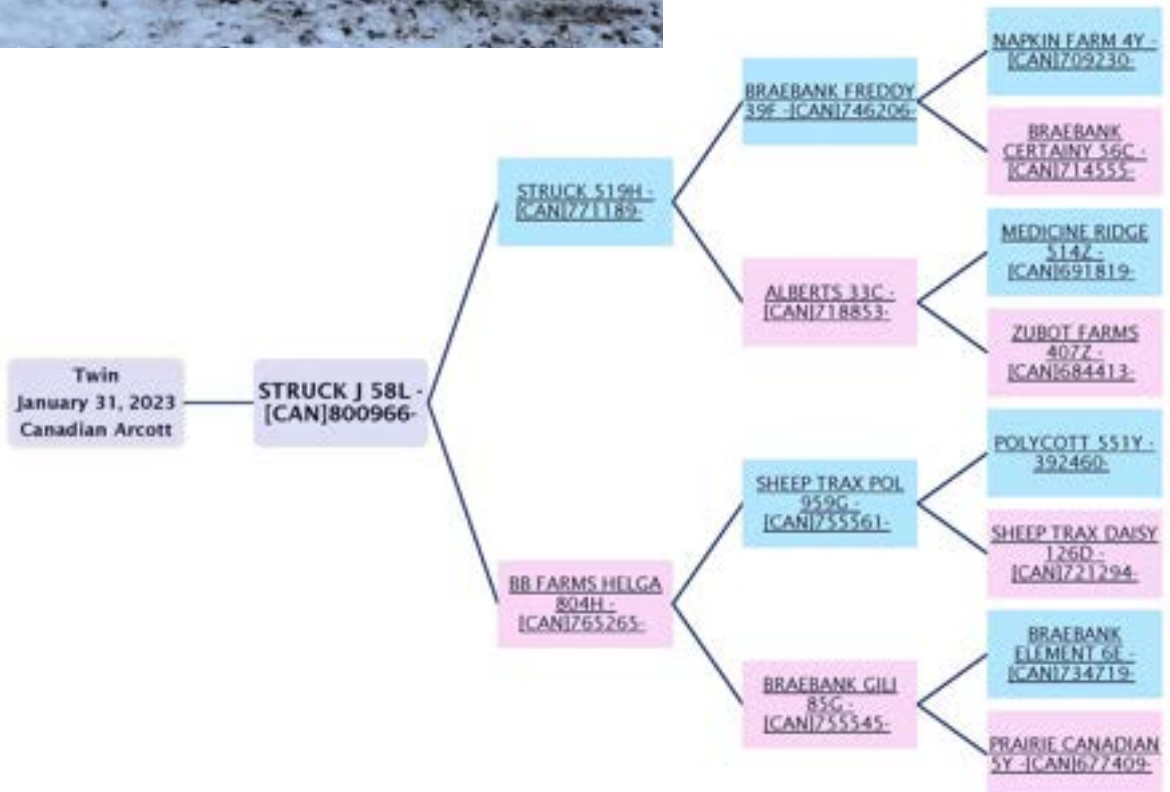 Twin
January 31, 2023
Canadian Arcott
STRUCK J 58L -
[CAN]800966-
STRUCK 519H -
[CAN]771189-
BB FARMS HELGA
804H -
[CAN]765265-
BRAEBANK FREDDY
39F -[CAN]746206-
ALBERTS 33C -
[CAN]718853-
SHEEP TRAX POL
959G -
[CAN]755561-
BRAEBANK GILI
85G -
[CAN]755545-
NAPKIN FARM 4Y -
[CAN]709230-
BRAEBANK
CERTAINY 56C -
[CAN]714555-
MEDICINE RIDGE
514Z -
[CAN]691819-
ZUBOT FARMS
407Z -
[CAN]684413-
POLYCOTT 551Y -
392460-
SHEEP TRAX DAISY
126D -
[CAN]721294-
BRAEBANK
ELEMENT 6E -
[CAN]734719-
PRAIRIE CANADIAN
5Y -[CAN]677409-